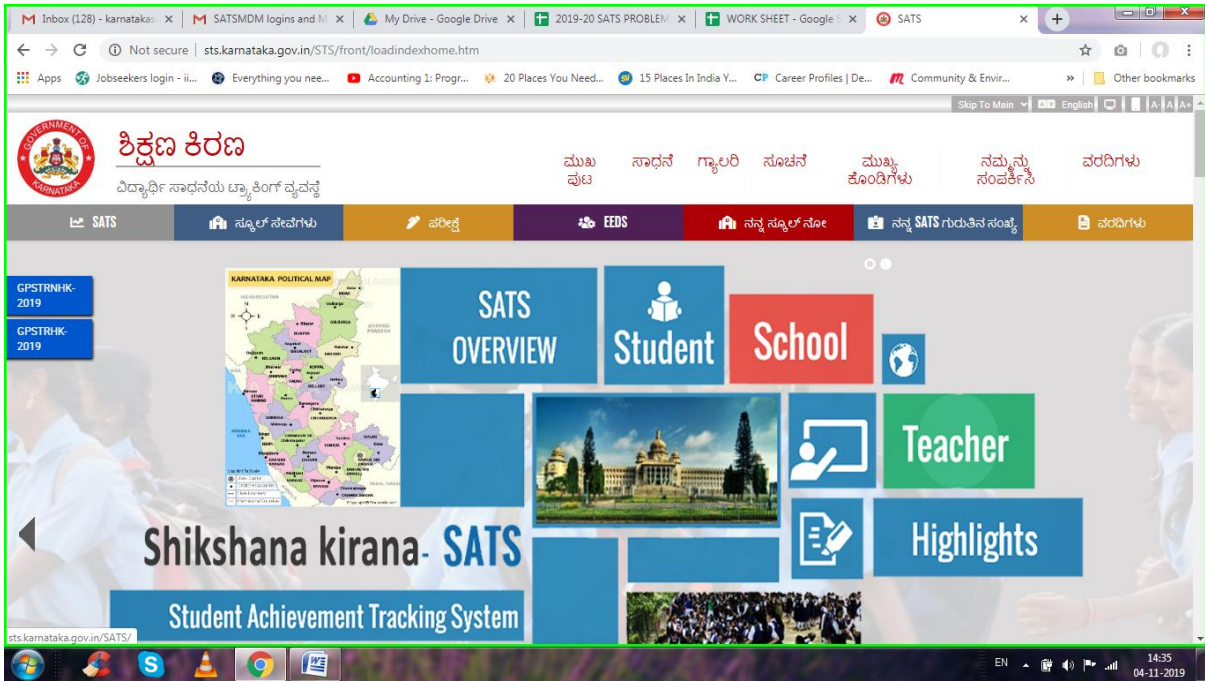 Inbox (128) - karnatakas
SATSMDM logins and M
My Drive - Google Drive
2019-20 SATS PROBLEM
WORK SHEET - Google S
SATS
Not secure | sts.karnataka.gov.in/STS/front/loadindexhome.htm
Apps
Jobseekers login - ii...
Everything you nee...
Accounting 1: Progr...
20 Places You Need...
15 Places In India Y...
CP Career Profiles | De...
Community & Envir...
» Other bookmarks
Skip To Main
English
A- A A+
GOVERNMENT OF
KARNATAKA
ಶಿಕ್ಷಣ ಕಿರಣ
ವಿದ್ಯಾರ್ಥಿ ಸಾಧನೆಯ ಟ್ರ್ಯಾಕಿಂಗ್ ವ್ಯವಸ್ಥೆ
ಮುಖ
ಪುಟ
ಸಾಧನೆ
ಗ್ಯಾಲರಿ
ಸೂಚನೆ
ಮುಖ್ಯ
ಕೊಂಡಿಗಳು
ನಮ್ಮನ್ನು
ಸಂಪರ್ಕಿಸಿ
ವರದಿಗಳು
SATS
ಸ್ಕೂಲ್ ಸೇವೆಗಳು
ಪರೀಕ್ಷೆ
EEDS
ನನ್ನ ಸ್ಕೂಲ್ ನೋ
ನನ್ನ SATS ಗುರುತಿನ ಸಂಖ್ಯೆ
ವರದಿಗಳು
GPSTRNHK-
2019
GPSTRHK-
2019
KARNATAKA POLITICAL MAP
SATS
OVERVIEW
Student
School
Teacher
Highlights
Shikshana kirana- SATS
Student Achievement Tracking System
sts.karnataka.gov.in/SATS/
EN
14:35
04-11-2019